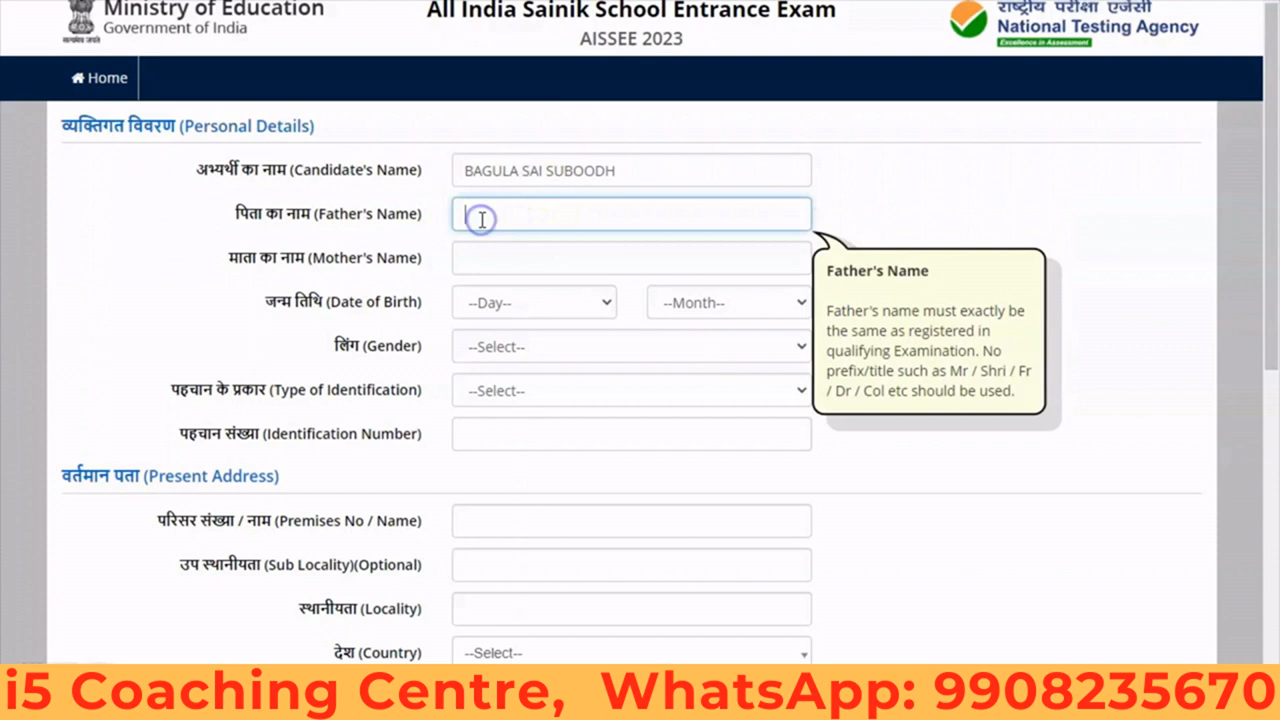 Ministry of Education
Government of India
All India Sainik School Entrance Exam
AISSEE 2023
राष्ट्रीय परीक्षा एजेंसी
National Testing Agency
Excellence in Assessment
Home
व्यक्तिगत विवरण (Personal Details)
अभ्यर्थी का नाम (Candidate's Name) BAGULA SAI SUBOODH
पिता का नाम (Father's Name)
माता का नाम (Mother's Name)
जन्म तिथि (Date of Birth) --Day-- --Month--
लिंग (Gender) --Select--
पहचान के प्रकार (Type of Identification) --Select--
पहचान संख्या (Identification Number)
Father's Name
Father's name must exactly be
the same as registered in
qualifying Examination. No
prefix/title such as Mr / Shri / Fr
/ Dr / Col etc should be used.
वर्तमान पता (Present Address)
परिसर संख्या / नाम (Premises No / Name)
उप स्थानीयता (Sub Locality)(Optional)
स्थानीयता (Locality)
देश (Country) --Select--
i5 Coaching Centre, WhatsApp: 9908235670